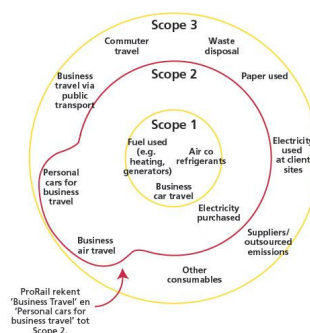 Scope 3
Commuter
travel
Waste
disposal
Scope 2
Business
travel via
public
transport
Paper used
Scope 1
Fuel used
(e.g.
heating,
generators)
Air co
refrigerants
Business
car travel
Electricity
used
at client
sites
Personal
cars for
business
travel
Electricity
purchased
Business
air travel
Suppliers/
outsourced
emissions
Other
consumables
ProRail rekent
'Business Travel' en
'Personal cars for
business travel' tot
Scope 2.